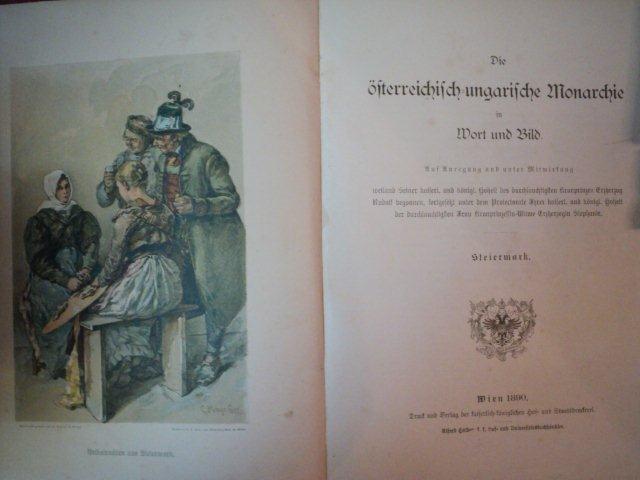 Volkstrachten aus Steiermark.
Die
österreichisch-ungarische Monarchie
in
Wort und Bild.
Auf Anregung und unter Mitwirkung
weiland Seiner kaiserl. und königl. Hoheit des durchlauchtigsten Kronprinzen Erzherzog
Rudolf begonnen, fortgesetzt unter dem Protectorate Ihrer kaiserl. und königl. Hoheit
der durchlauchtigsten Frau Kronprinzessin-Witwe Erzherzogin Stephanie.
Steiermark.
Wien 1890.
Druck und Verlag der kaiserlich-königlichen Hof- und Staatsdruckerei.
Alfred Hölder, k. k. Hof- und Universitätsbuchhändler.